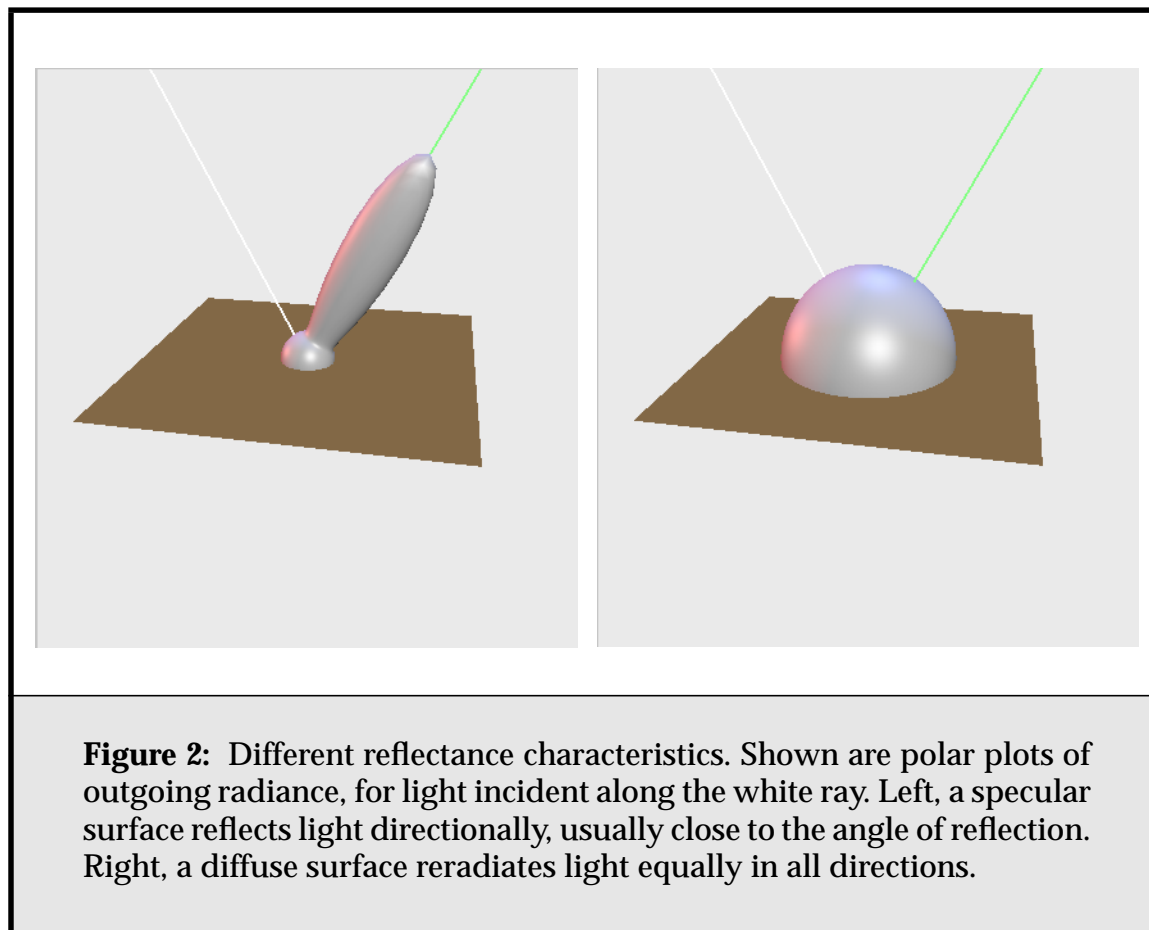 Figure 2: Different reflectance characteristics. Shown are polar plots of
outgoing radiance, for light incident along the white ray. Left, a specular
surface reflects light directionally, usually close to the angle of reflection.
Right, a diffuse surface reradiates light equally in all directions.